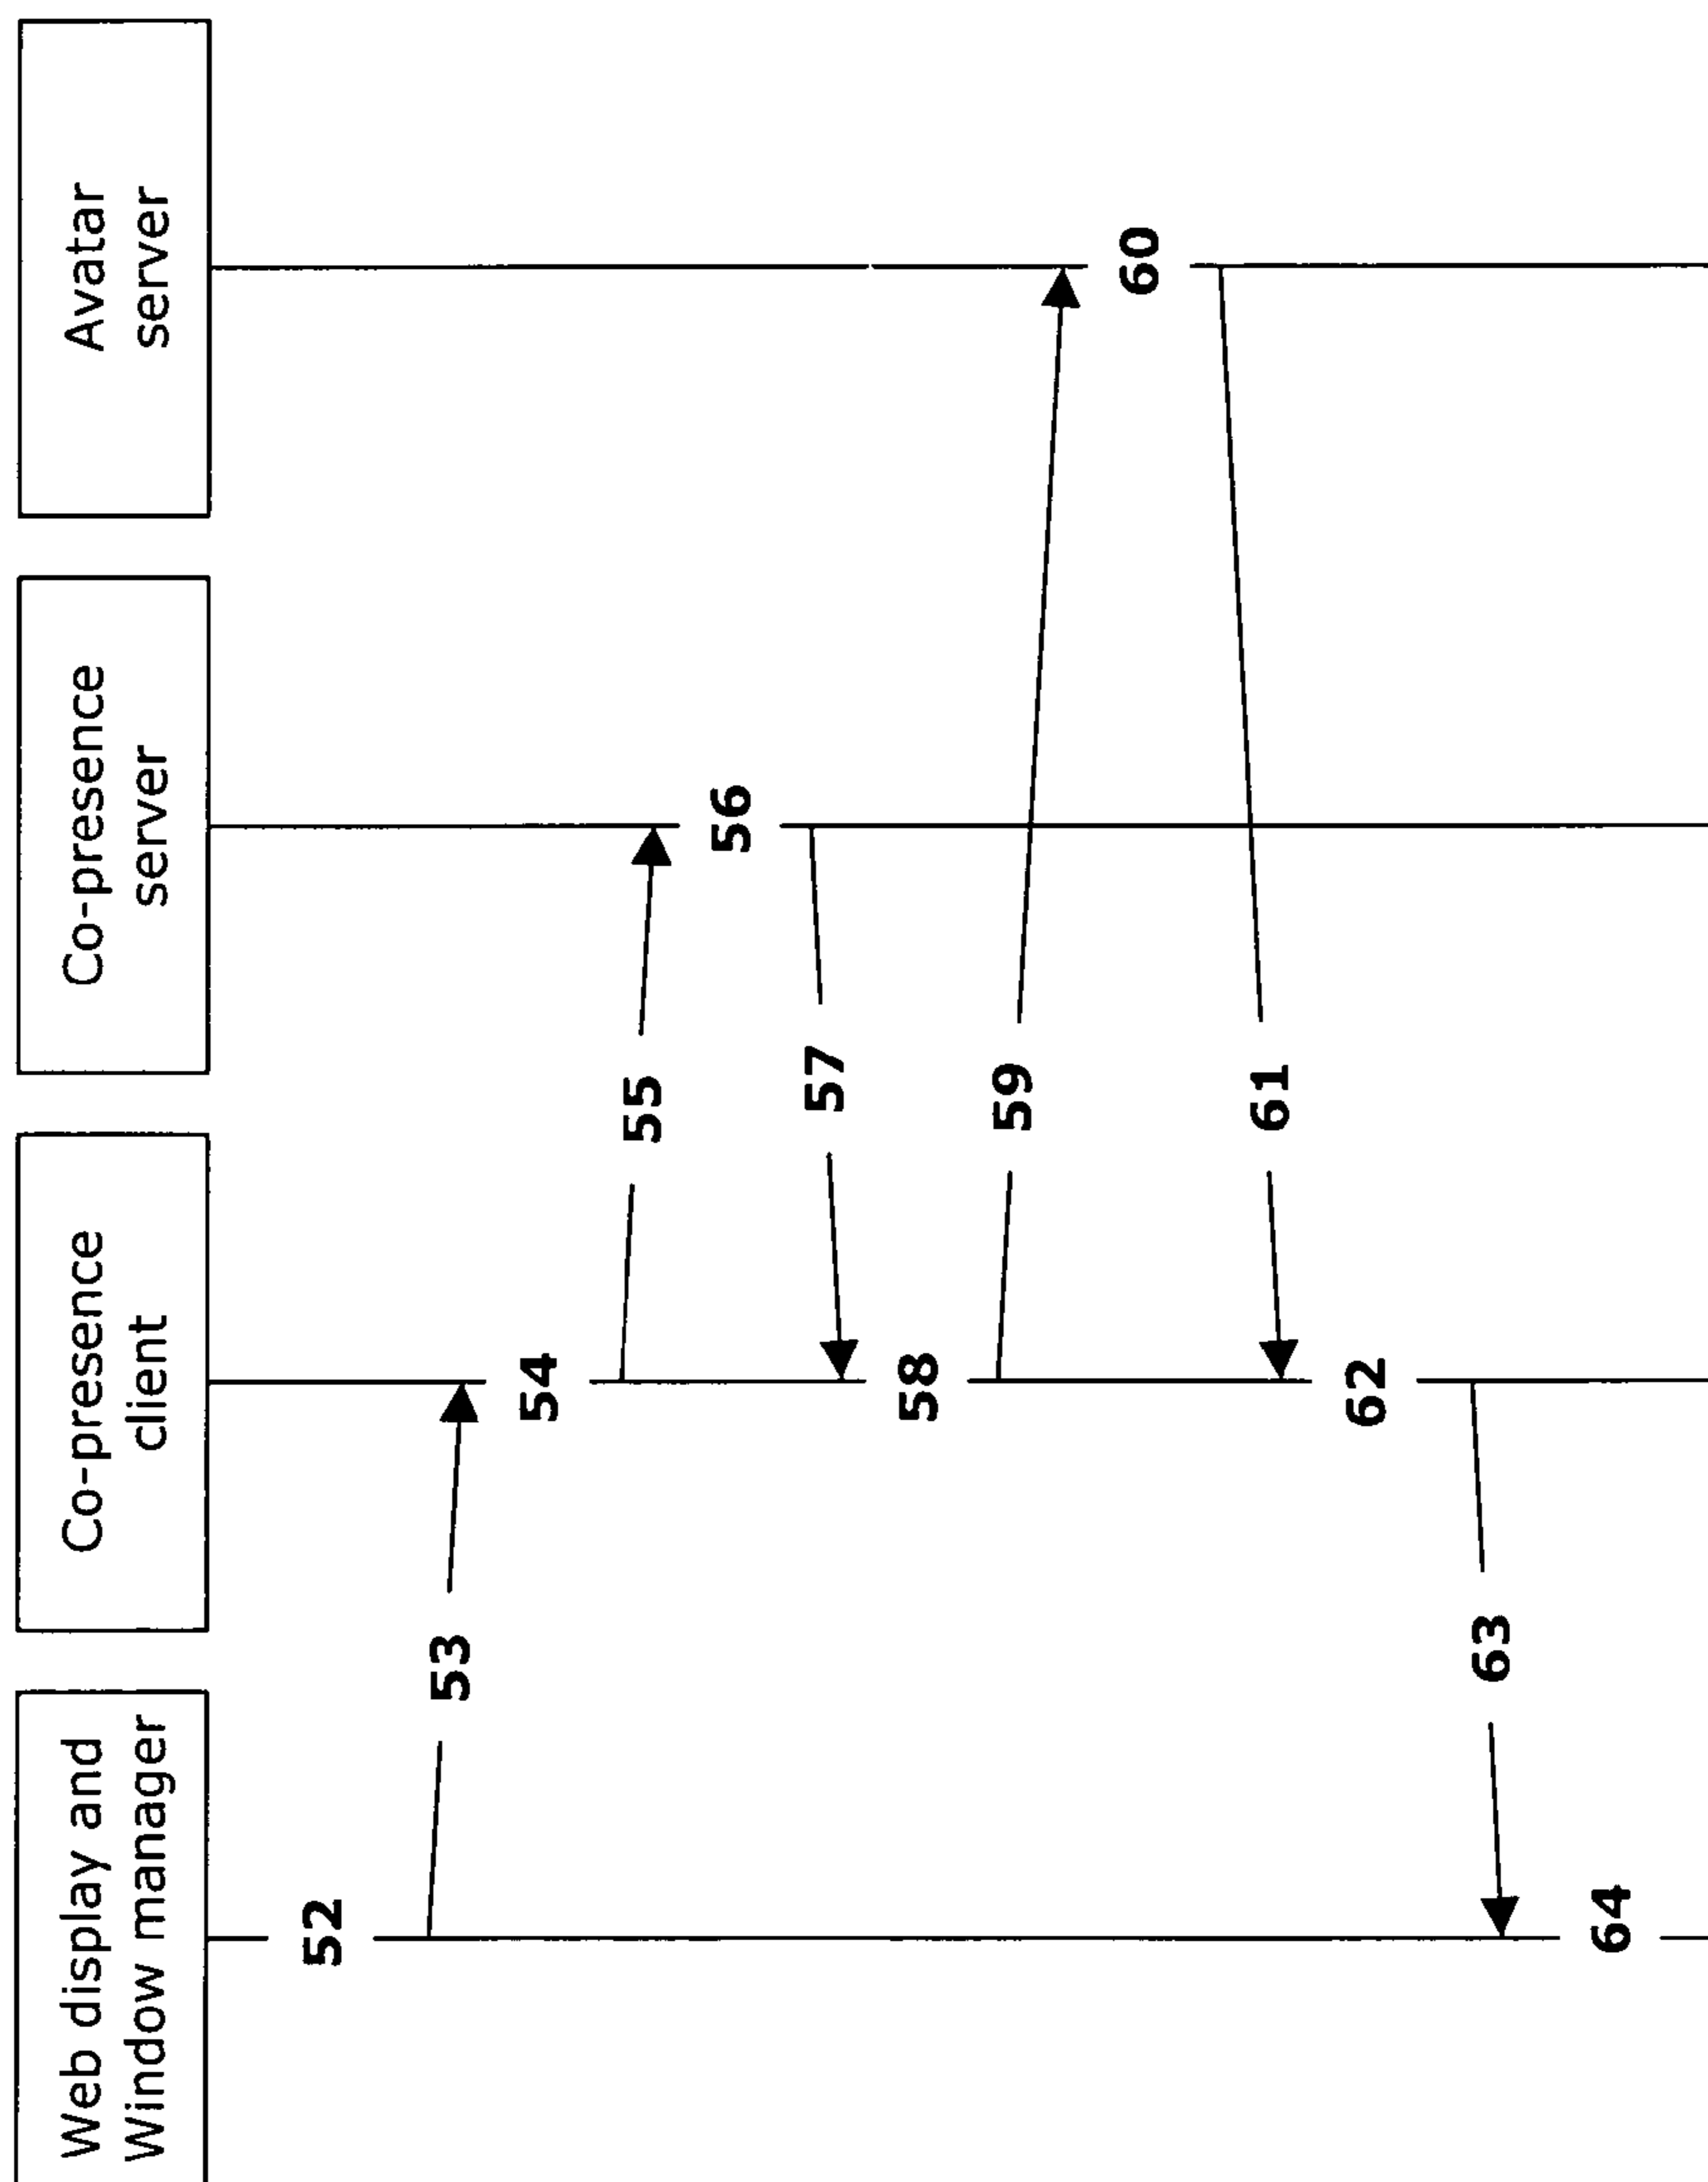 Web display and
Window manager
Co-presence
client
Co-presence
server
Avatar
server
52
53
54
55
56
57
58
59
60
61
62
63
64